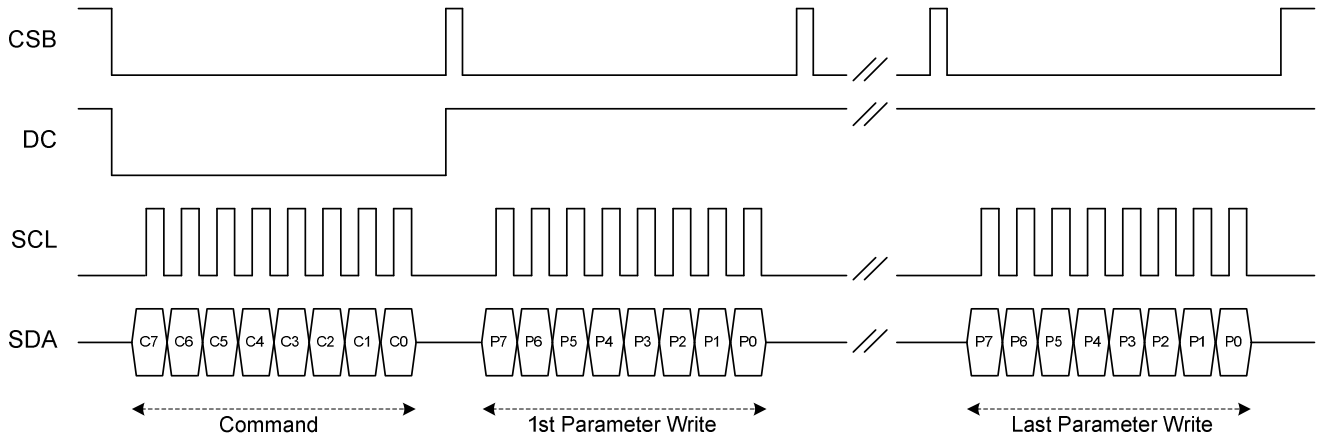 CSB
DC
SCL
SDA
C7 C6 C5 C4 C3 C2 C1 C0 P7 P6 P5 P4 P3 P2 P1 P0 P7 P6 P5 P4 P3 P2 P1 P0
Command 1st Parameter Write Last Parameter Write